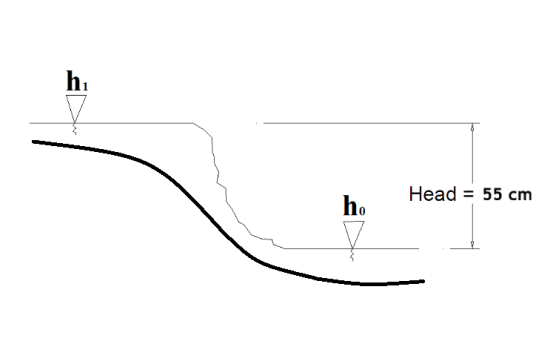 h₁
h₀
Head = 55 cm